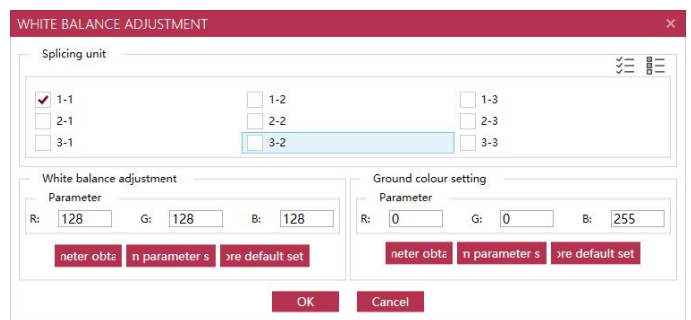 WHITE BALANCE ADJUSTMENT
Splicing unit
1-1 1-2 1-3
2-1 2-2 2-3
3-1 3-2 3-3
White balance adjustment Ground colour setting
Parameter Parameter
R: 128 G: 128 B: 128 R: 0 G: 0 B: 255
neter obta n parameter s ore default set neter obta n parameter s ore default set
OK Cancel